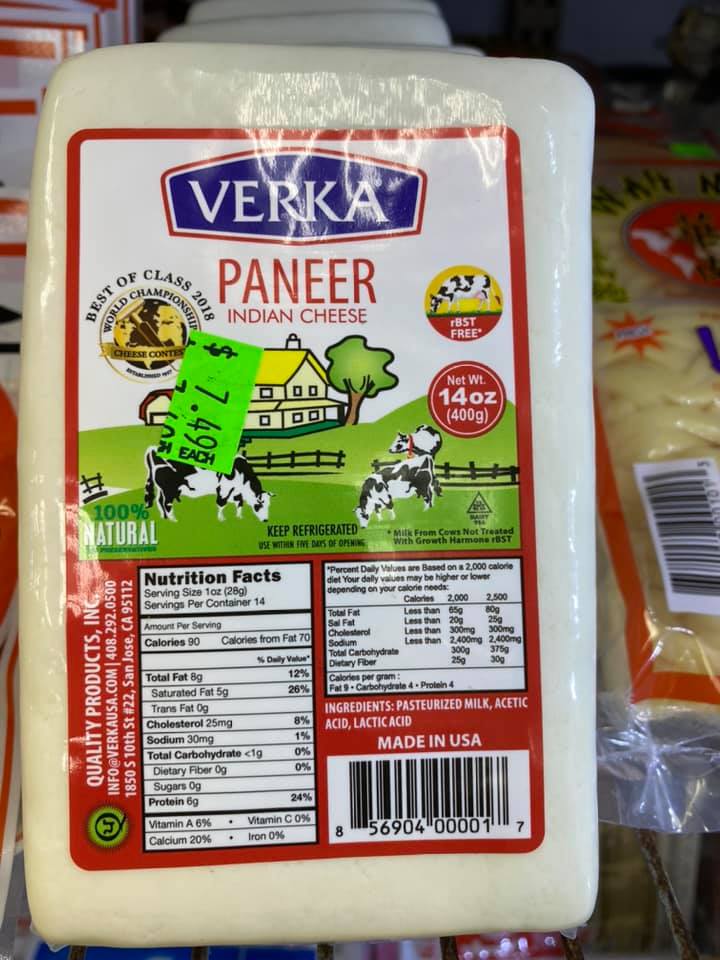 VERKA
PANEER
INDIAN CHEESE
BEST OF CLASS 2018
WORLD CHAMPIONSHIP
CHEESE CONTES
rBST
FREE*
Net Wt.
14oz
(400g)
$ 7.49
EACH
100%
NATURAL
KEEP REFRIGERATED
USE WITHIN FIVE DAYS OF OPENING
* Milk From Cows Not Treated
With Growth Harmone rBST
DAIRY
QUALITY PRODUCTS, INC.
INFO@VERKAUSA.COM | 408.292.0500
1850 S 10th St #22, San Jose, CA 95112
Nutrition Facts
Serving Size 1oz (28g)
Servings Per Container 14
Amount Per Serving
Calories 90 Calories from Fat 70
% Daily Value*
Total Fat 8g 12%
Saturated Fat 5g 26%
Trans Fat 0g
Cholesterol 25mg 8%
Sodium 30mg 1%
Total Carbohydrate <1g 0%
Dietary Fiber 0g 0%
Sugars 0g
Protein 6g 24%
Vitamin A 6% • Vitamin C 0%
Calcium 20% • Iron 0%
*Percent Daily Values are Based on a 2,000 calorie
diet Your daily values may be higher or lower
depending on your calorie needs:
Calories 2,000 2,500
Total Fat Less than 65g 80g
Sal Fat Less than 20g 25g
Cholesterol Less than 300mg 300mg
Sodium Less than 2,400mg 2,400mg
Total Carbohydrate 300g 375g
Dietary Fiber 25g 30g
Calories per gram :
Fat 9 • Carbohydrate 4 • Protein 4
INGREDIENTS: PASTEURIZED MILK, ACETIC
ACID, LACTIC ACID
MADE IN USA
8 56904 00001 7